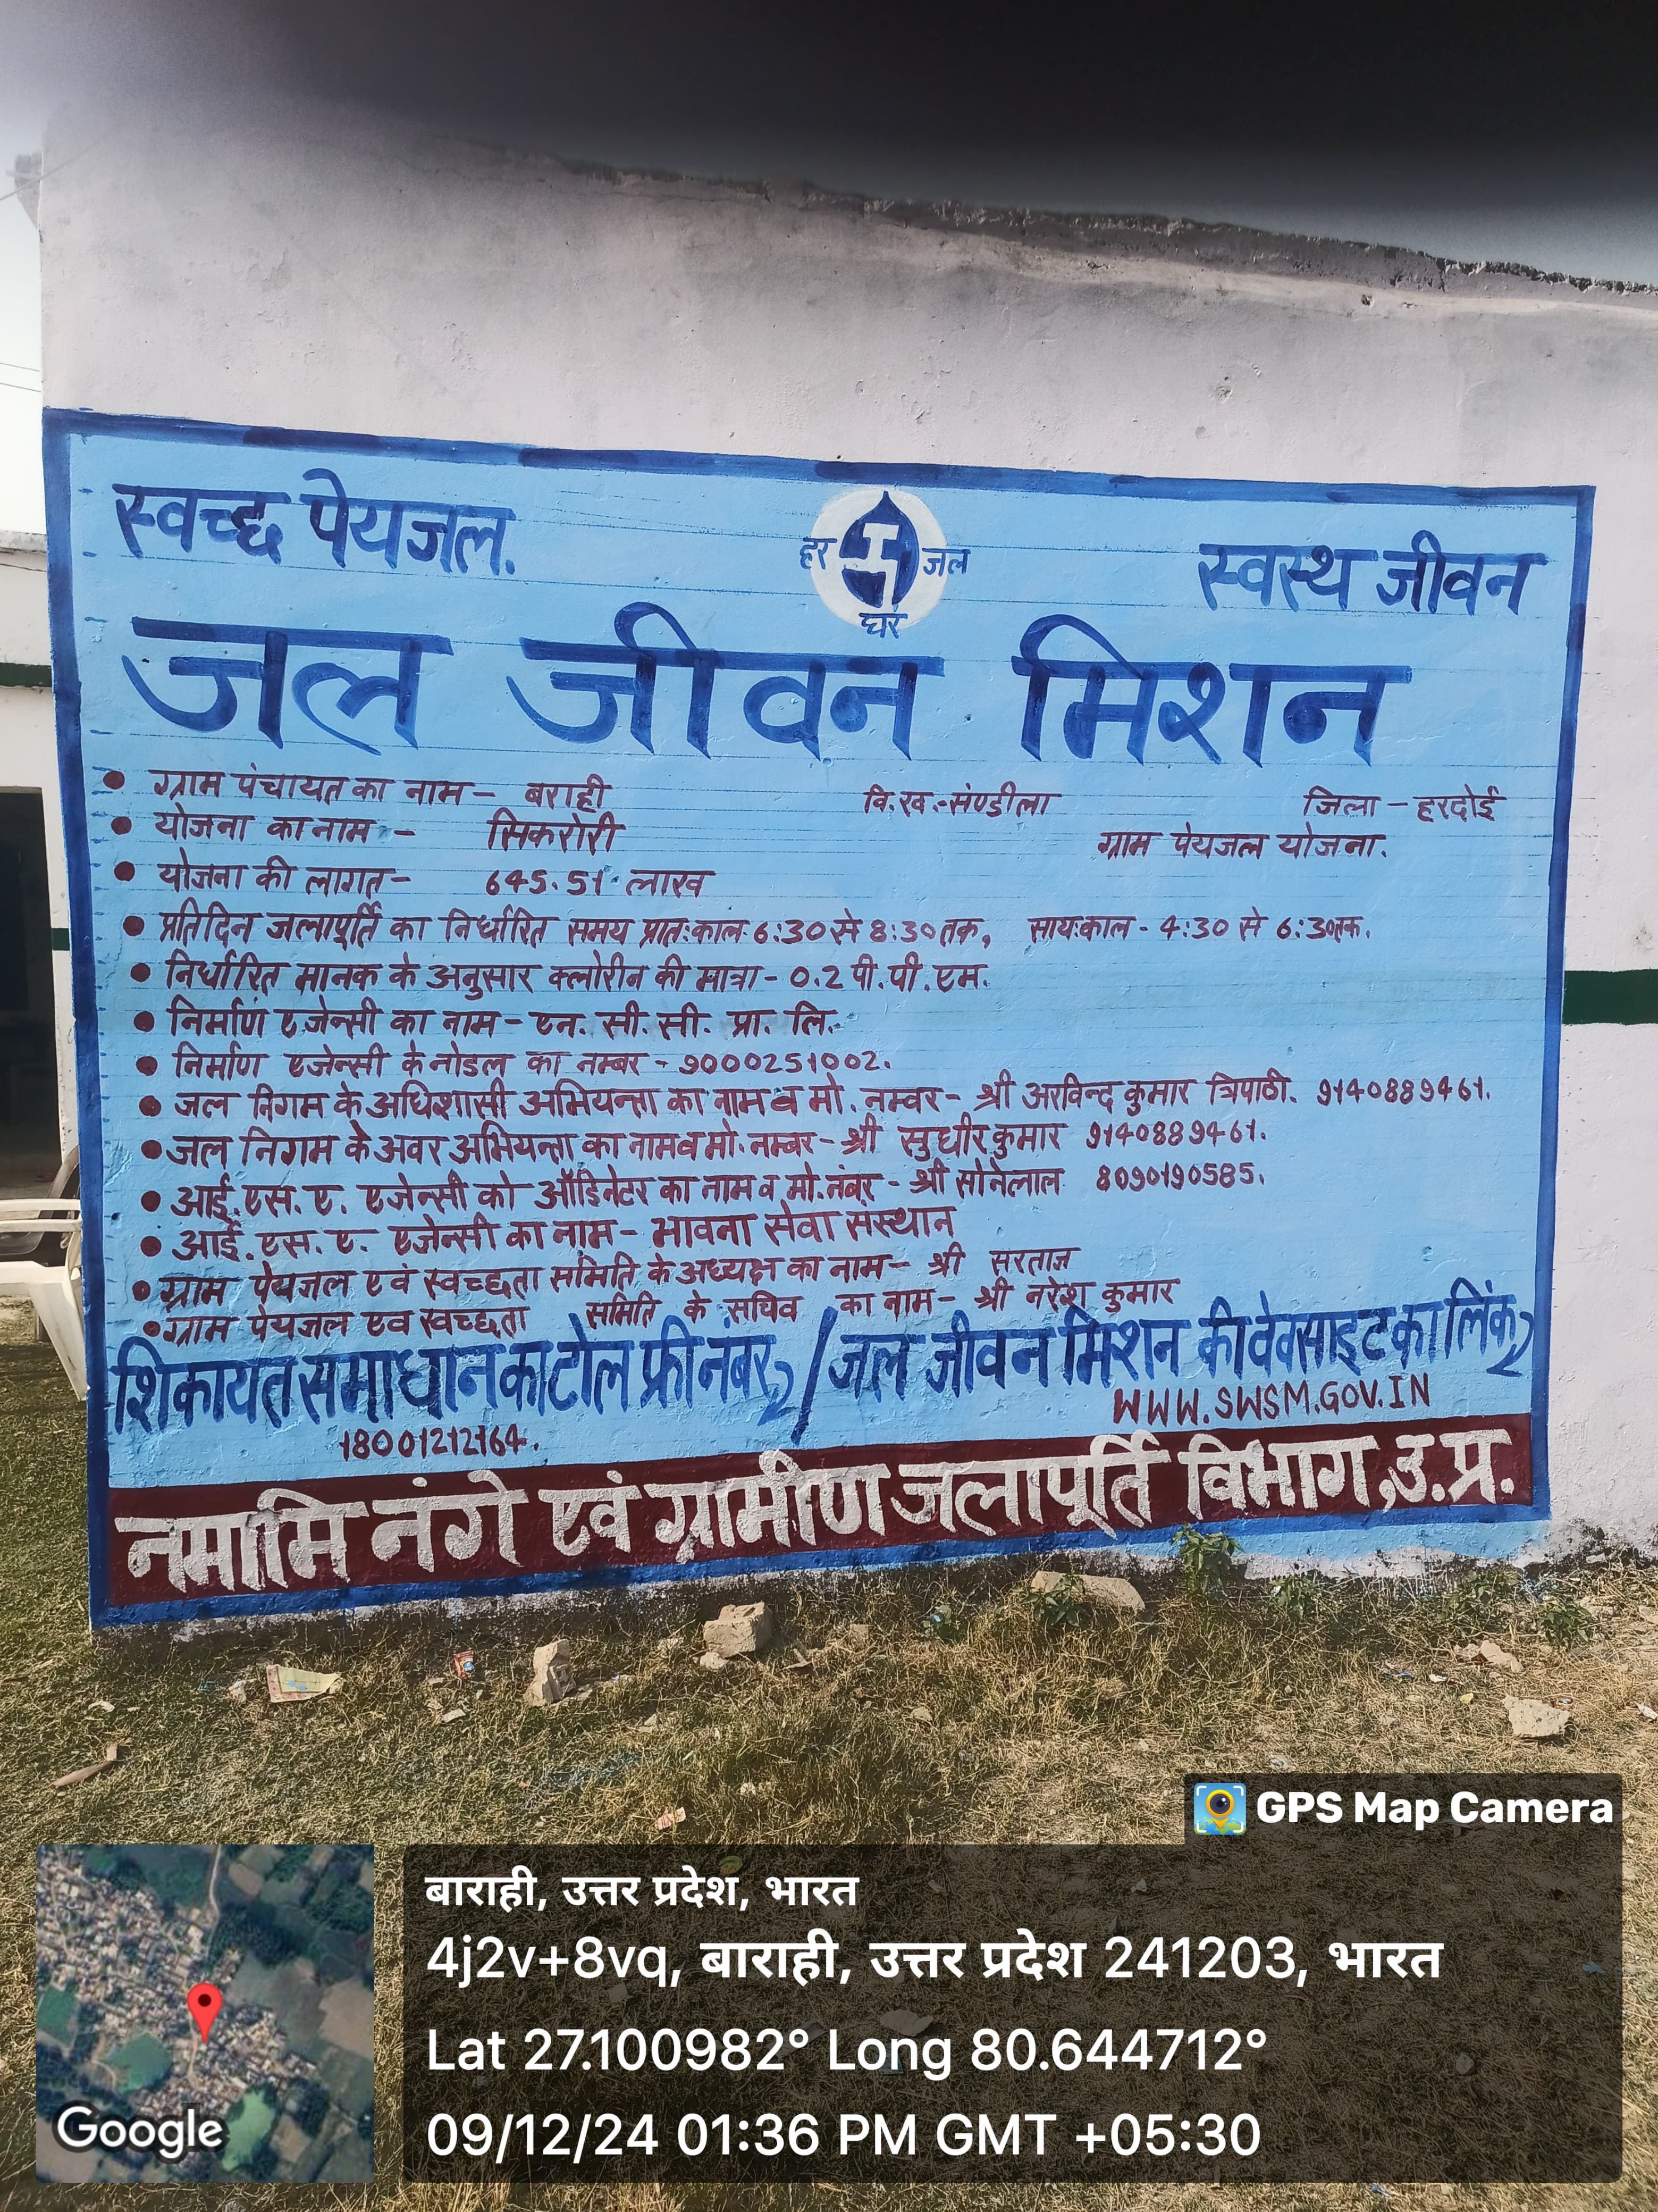 स्वच्छ पेयजल.
हर जल
घर
स्वस्थ जीवन
जल जीवन मिशन
• ग्राम पंचायत का नाम - बराही वि.ख.-संण्डीला जिला - हरदोई
• योजना का नाम - सिकरोरी ग्राम पेयजल योजना.
• योजना की लागत - 645.51 लाख
• प्रतिदिन जलापूर्ति का निर्धारित समय प्रातःकाल 6:30 से 8:30 तक, सायःकाल - 4:30 से 6:30 तक.
• निर्धारित मानक के अनुसार क्लोरीन की मात्रा - 0.2 पी.पी.एम.
• निर्माणं एजेन्सी का नाम - एन. सी. सी. प्रा. लि.
• निर्माण एजेन्सी के नोडल का नम्बर - 9000251002.
• जल निगम के अधिशासी अभियन्ता का नाम व मो. नम्वर - श्री अरविन्द कुमार त्रिपाठी. 9140889461.
• जल निगम के अवर अभियन्ता का नाम व मो. नम्बर - श्री सुधीर कुमार 9140889461.
• आई.एस.ए. एजेन्सी को ऑडिनेटर का नाम व मो. नंबर - श्री सोनेलाल 8090190585.
• आई.एस.ए. एजेन्सी का नाम - भावना सेवा संस्थान
• ग्राम पेयजल एवं स्वच्छता समिति के अध्यक्ष का नाम - श्री सरताज
• ग्राम पेयजल एव स्वच्छता समिति के सचिव का नाम - श्री नरेश कुमार
शिकायत समाधान का टोल फ्री नंबर / जल जीवन मिशन की वेवसाइट का लिंक
18001212164. WWW.SWSM.GOV.IN
नमामि नंगे एवं ग्रामीण जलापूर्ति विभाग,उ.प्र.
GPS Map Camera
बाराही, उत्तर प्रदेश, भारत
4j2v+8vq, बाराही, उत्तर प्रदेश 241203, भारत
Lat 27.100982° Long 80.644712°
09/12/24 01:36 PM GMT +05:30
Google